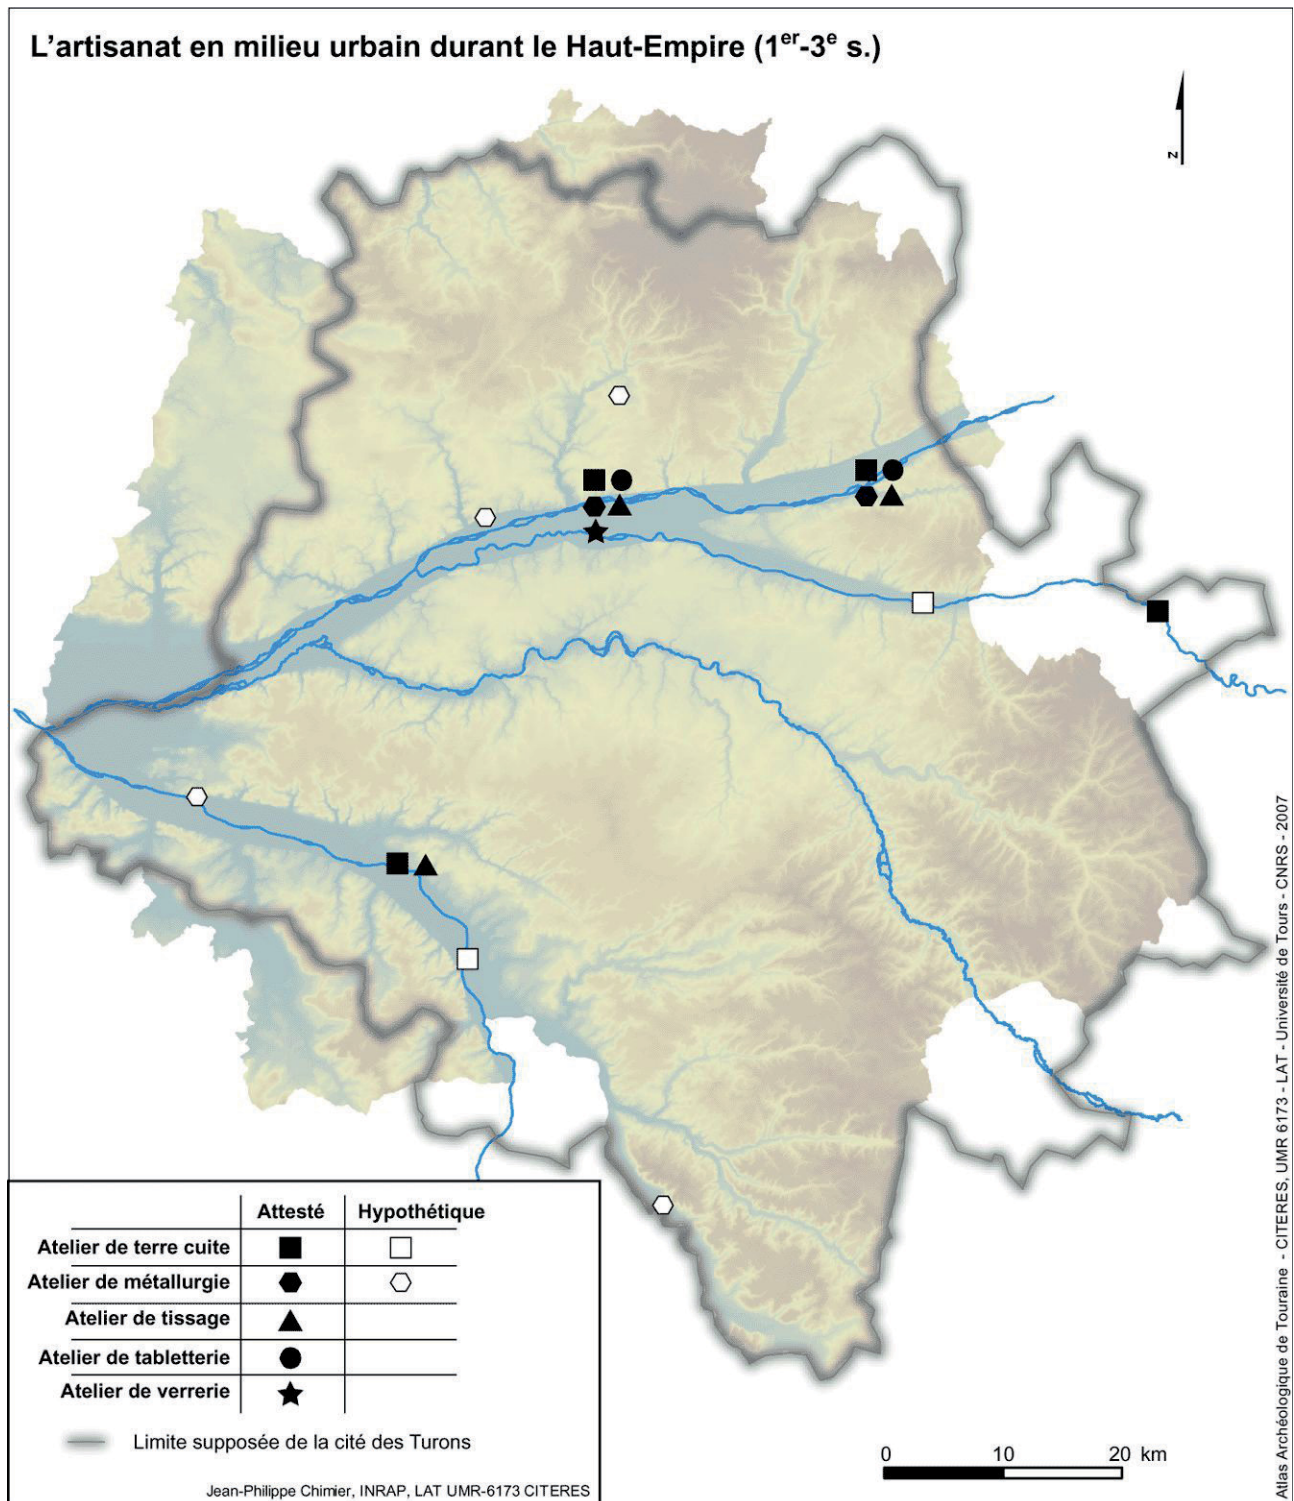 L'artisanat en milieu urbain durant le Haut-Empire (1er-3e s.)
N
Attesté Hypothétique
Atelier de terre cuite
Atelier de métallurgie
Atelier de tissage
Atelier de tabletterie
Atelier de verrerie
Limite supposée de la cité des Turons
Jean-Philippe Chimier, INRAP, LAT UMR-6173 CITERES
0 10 20 km
Atlas Archéologique de Touraine - CITERES, UMR 6173 - LAT - Université de Tours - CNRS - 2007